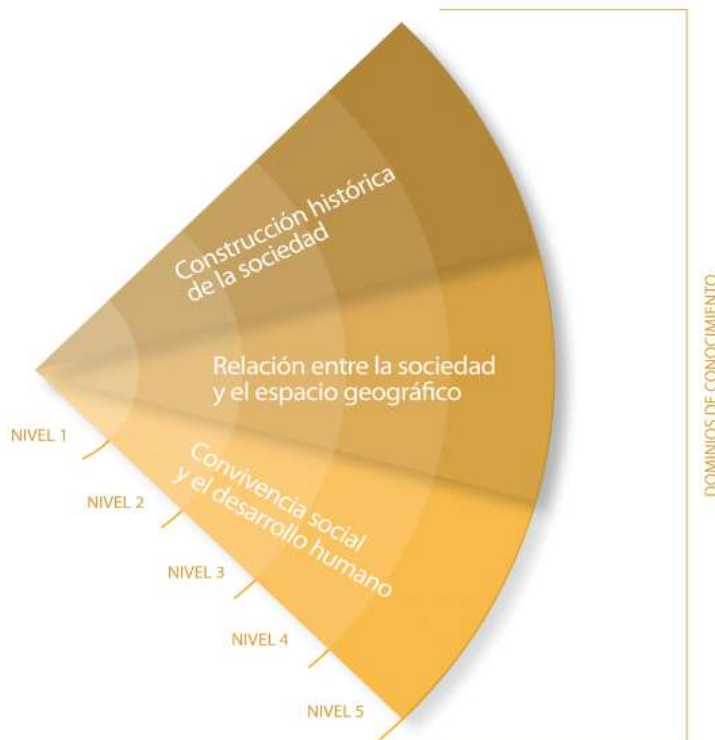 Construcción histórica
de la sociedad
Relación entre la sociedad
y el espacio geográfico
Convivencia social
y el desarrollo humano
NIVEL 1
NIVEL 2
NIVEL 3
NIVEL 4
NIVEL 5
DOMINIOS DE CONOCIMIENTO